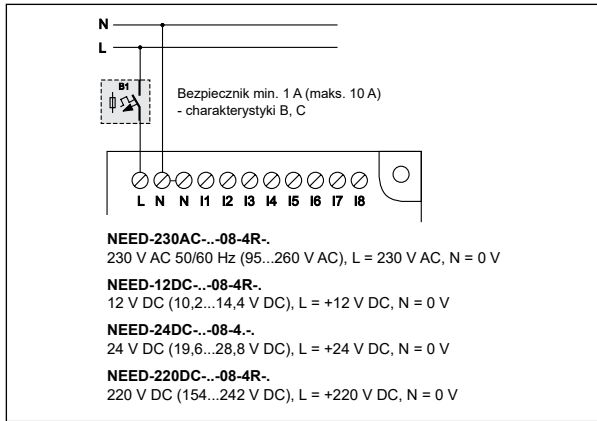 N
L
B1
Bezpiecznik min. 1 A (maks. 10 A)
- charakterystyki B, C
L N N I1 I2 I3 I4 I5 I6 I7 I8
NEED-230AC-..-08-4R-.
230 V AC 50/60 Hz (95...260 V AC), L = 230 V AC, N = 0 V
NEED-12DC-..-08-4R-.
12 V DC (10,2...14,4 V DC), L = +12 V DC, N = 0 V
NEED-24DC-..-08-4.-.
24 V DC (19,6...28,8 V DC), L = +24 V DC, N = 0 V
NEED-220DC-..-08-4R-.
220 V DC (154...242 V DC), L = +220 V DC, N = 0 V